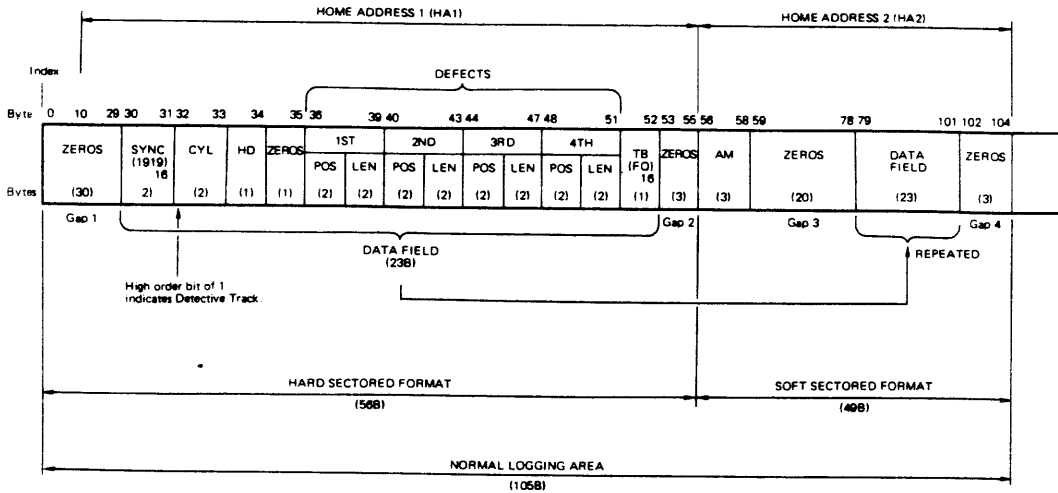 HOME ADDRESS 1 (HA1)
HOME ADDRESS 2 (HA2)
Index
DEFECTS
Byte 0 10 29 30 31 32 33 34 35 36 39 40 43 44 47 48 51 52 53 55 56 58 59 78 79 101 102 104
ZEROS SYNC CYL HD ZEROS 1ST 2ND 3RD 4TH TB ZEROS AM ZEROS DATA ZEROS
(1919) (FO) FIELD
16 POS LEN POS LEN POS LEN POS LEN 16
Bytes (30) 2) (2) (1) (1) (2) (2) (2) (2) (2) (2) (2) (2) (1) (3) (3) (20) (23) (3)
Gap 1 Gap 2 Gap 3 Gap 4
DATA FIELD
(23B)
REPEATED
High order bit of 1
indicates Detective Track.
HARD SECTORED FORMAT
(56B)
SOFT SECTORED FORMAT
(49B)
NORMAL LOGGING AREA
(105B)